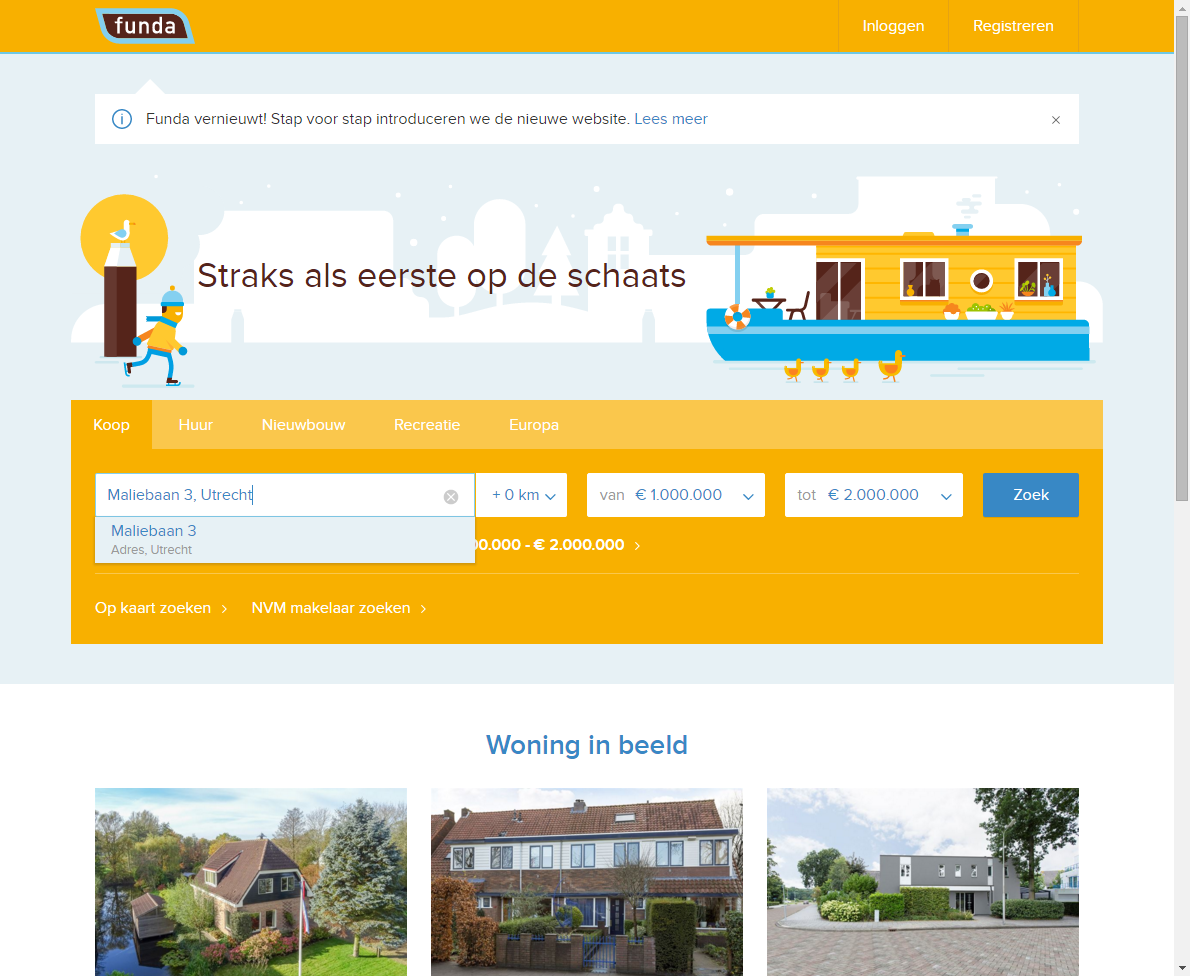 funda
Inloggen
Registreren
Funda vernieuwt! Stap voor stap introduceren we de nieuwe website. Lees meer
Straks als eerste op de schaats
Koop
Huur
Nieuwbouw
Recreatie
Europa
Maliebaan 3, Utrecht
+ 0 km
van € 1.000.000
tot € 2.000.000
Zoek
Maliebaan 3
Adres, Utrecht
00.000 - € 2.000.000
Op kaart zoeken
NVM makelaar zoeken
Woning in beeld